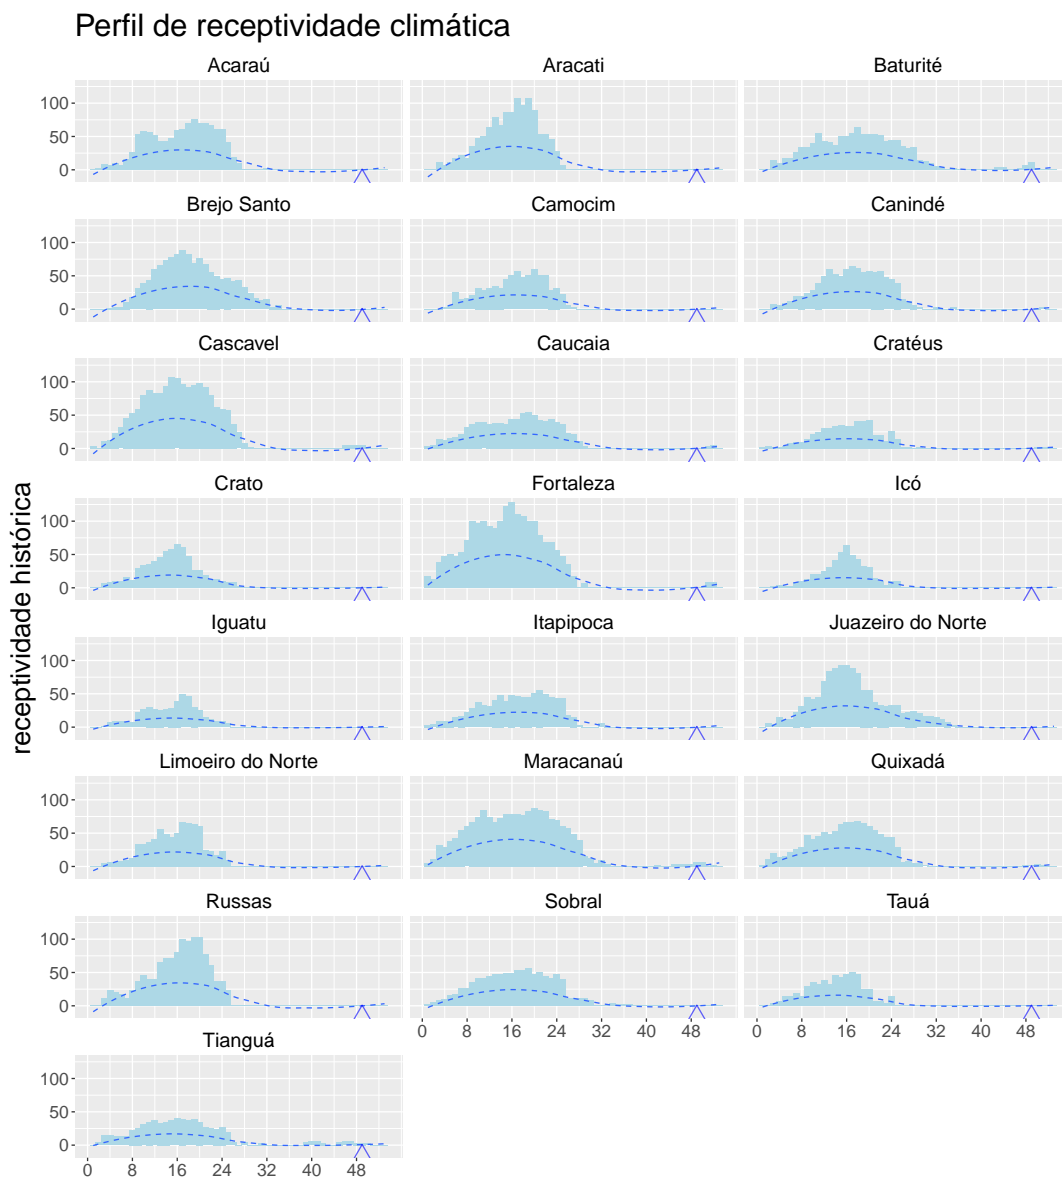 Perfil de receptividade climática
Acaraú Aracati Baturité
100
50
0
Brejo Santo Camocim Canindé
100
50
0
Cascavel Caucaia Cratéus
100
50
0
Crato Fortaleza Icó
100
50
0
receptividade histórica
Iguatu Itapipoca Juazeiro do Norte
100
50
0
Limoeiro do Norte Maracanaú Quixadá
100
50
0
Russas Sobral Tauá
100
50
0
0 8 16 24 32 40 48 0 8 16 24 32 40 48
Tianguá
100
50
0
0 8 16 24 32 40 48